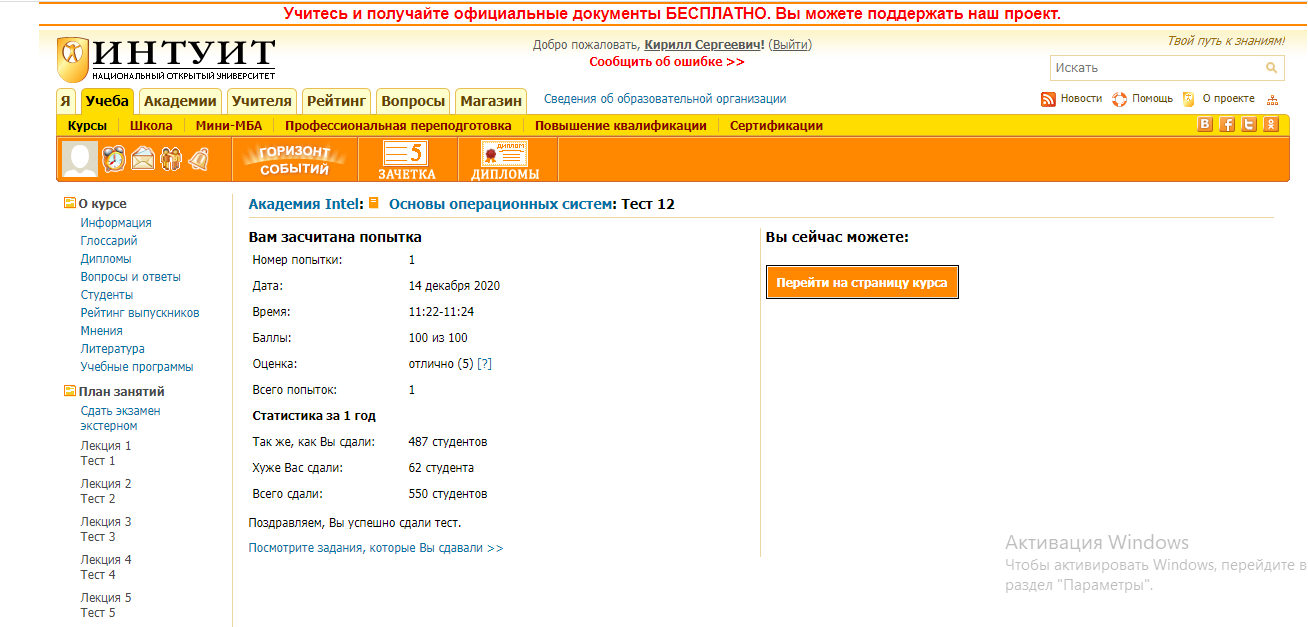 Учитесь и получайте официальные документы БЕСПЛАТНО. Вы можете поддержать наш проект.
ИНТУИТ
НАЦИОНАЛЬНЫЙ ОТКРЫТЫЙ УНИВЕРСИТЕТ
Добро пожаловать, Кирилл Сергеевич! (Выйти)
Сообщить об ошибке >>
Твой путь к знаниям!
Искать
Я Учеба Академии Учителя Рейтинг Вопросы Магазин Сведения об образовательной организации Новости Помощь О проекте
Курсы Школа Мини-МБА Профессиональная переподготовка Повышение квалификации Сертификации
ГОРИЗОНТ
СОБЫТИЙ
5
ЗАЧЕТКА
ДИПЛОМ
ДИПЛОМЫ
О курсе
Информация
Глоссарий
Дипломы
Вопросы и ответы
Студенты
Рейтинг выпускников
Мнения
Литература
Учебные программы
План занятий
Сдать экзамен
экстерном
Лекция 1
Тест 1
Лекция 2
Тест 2
Лекция 3
Тест 3
Лекция 4
Тест 4
Лекция 5
Тест 5
Академия Intel: Основы операционных систем: Тест 12
Вам засчитана попытка
Номер попытки: 1
Дата: 14 декабря 2020
Время: 11:22-11:24
Баллы: 100 из 100
Оценка: отлично (5) [?]
Всего попыток: 1
Статистика за 1 год
Так же, как Вы сдали: 487 студентов
Хуже Вас сдали: 62 студента
Всего сдали: 550 студентов
Поздравляем, Вы успешно сдали тест.
Посмотрите задания, которые Вы сдавали >>
Вы сейчас можете:
Перейти на страницу курса
Активация Windows
Чтобы активировать Windows, перейдите в
раздел "Параметры".